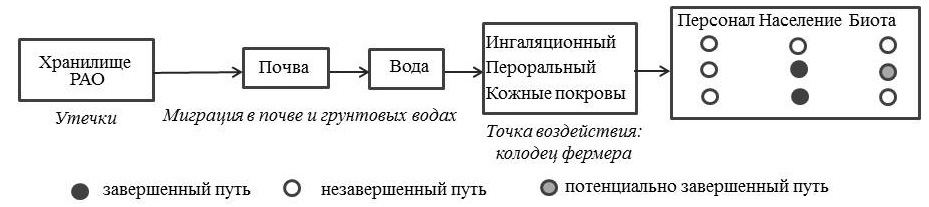 Персонал Население Биота
Хранилище
РАО
Почва
Вода
Ингаляционный
Пероральный
Кожные покровы
Утечки
Миграция в почве и грунтовых водах
Точка воздействия:
колодец фермера
завершенный путь
незавершенный путь
потенциально завершенный путь